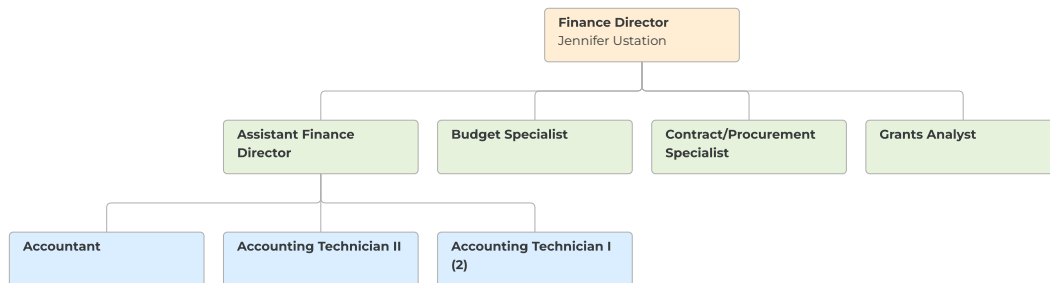 Finance Director
Jennifer Ustation
Assistant Finance
Director
Budget Specialist
Contract/Procurement
Specialist
Grants Analyst
Accountant
Accounting Technician II
Accounting Technician I
(2)